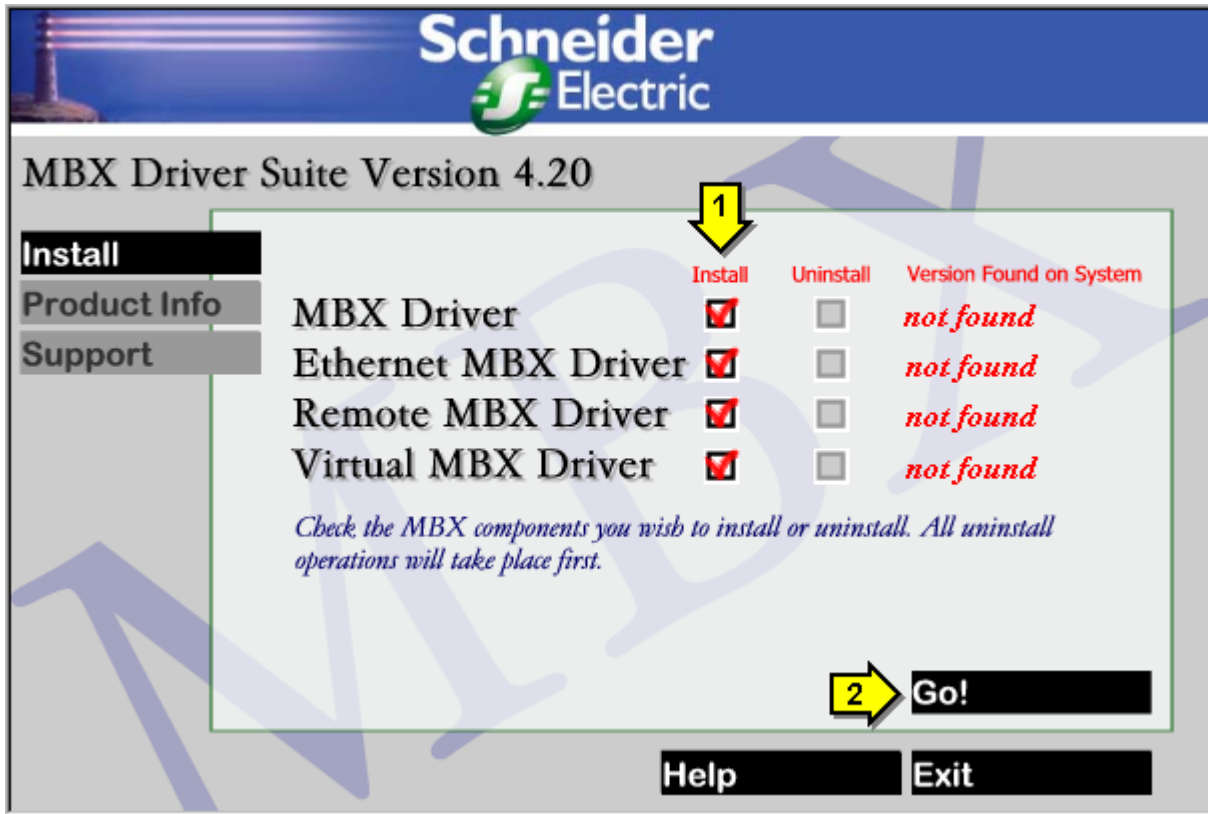 Schneider
Electric
MBX Driver Suite Version 4.20
1
Install
Product Info
Support
Install Uninstall Version Found on System
MBX Driver not found
Ethernet MBX Driver not found
Remote MBX Driver not found
Virtual MBX Driver not found
Check the MBX components you wish to install or uninstall. All uninstall
operations will take place first.
MBX
2 Go!
Help Exit